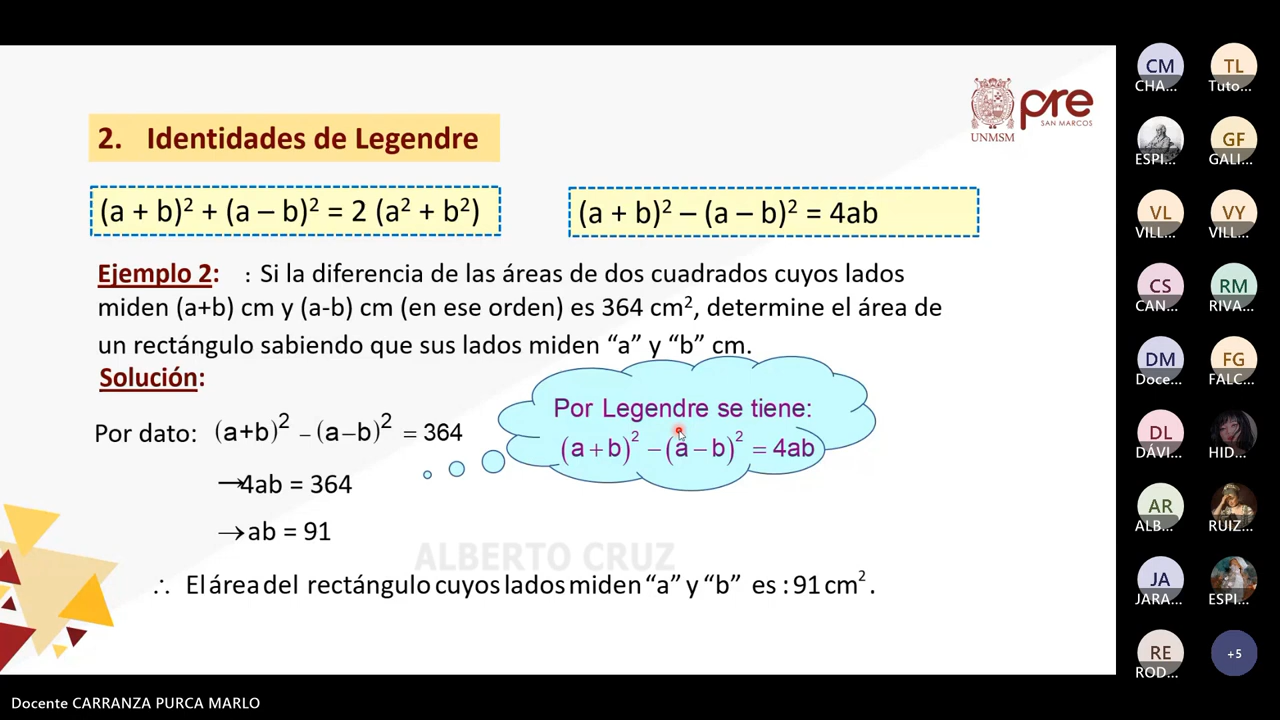 2. Identidades de Legendre
UNMSM
pre
SAN MARCOS
(a + b)² + (a – b)² = 2 (a² + b²)
(a + b)² – (a – b)² = 4ab
Ejemplo 2: : Si la diferencia de las áreas de dos cuadrados cuyos lados
miden (a+b) cm y (a-b) cm (en ese orden) es 364 cm², determine el área de
un rectángulo sabiendo que sus lados miden “a” y “b” cm.
Solución:
Por dato: (a+b)² – (a–b)² = 364
Por Legendre se tiene:
(a + b)² – (a – b)² = 4ab
→4ab = 364
→ ab = 91
ALBERTO CRUZ
∴ El área del rectángulo cuyos lados miden “a” y “b” es : 91 cm².
CM
CHA...
TL
Tuto...
ESPI...
GF
GALI...
VL
VILL...
VY
VILL...
CS
CAN...
RM
RIVA...
DM
Doce...
FG
FALC...
DL
DÁVI...
HID...
AR
ALB...
RUIZ...
JA
JARA...
ESPI...
RE
ROD...
+5
Docente CARRANZA PURCA MARLO